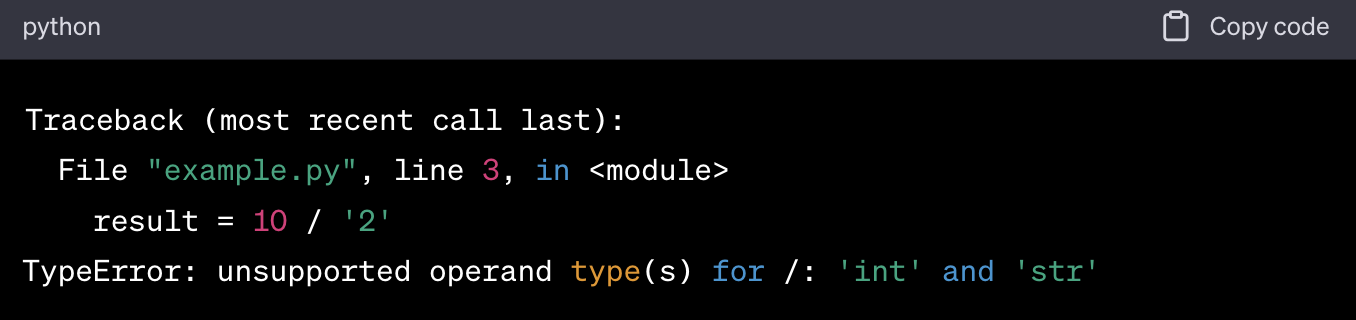 python
Copy code
Traceback (most recent call last):
  File "example.py", line 3, in <module>
    result = 10 / '2'
TypeError: unsupported operand type(s) for /: 'int' and 'str'